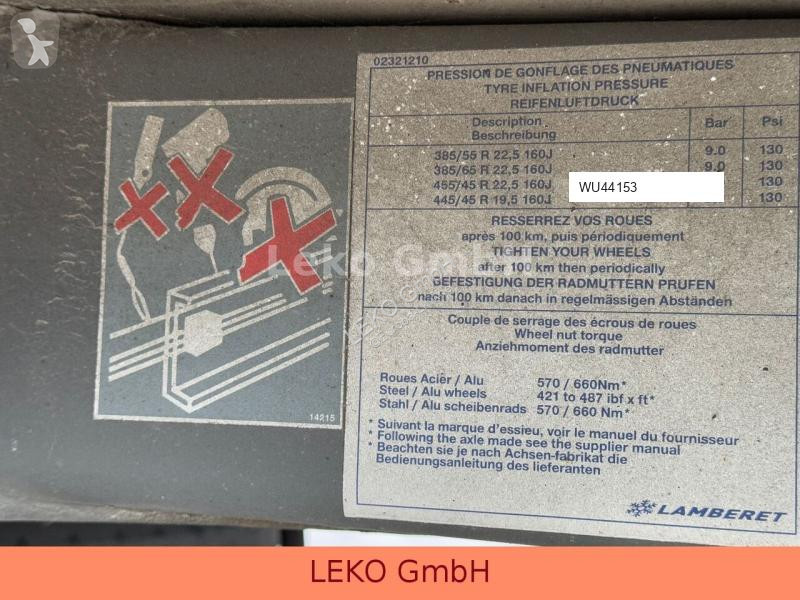 02321210
PRESSION DE GONFLAGE DES PNEUMATIQUES
TYRE INFLATION PRESSURE
REIFENLUFTDRUCK
Description Bar Psi
Beschreibung
385/55 R 22,5 160J 9.0 130
385/65 R 22,5 160J 9.0 130
455/45 R 22,5 160J 130
445/45 R 19,5 160J 130
WU44153
RESSERREZ VOS ROUES
après 100 km, puis périodiquement
TIGHTEN YOUR WHEELS
after 100 km then periodically
GEFESTIGUNG DER RADMUTTERN PRUFEN
nach 100 km danach in regelmässigen Abständen
Couple de serrage des écrous de roues
Wheel nut torque
Anziehmoment des radmutter
Roues Acier / Alu 570 / 660Nm*
Steel / Alu wheels 421 to 487 ibf x ft*
Stahl / Alu scheibenrads 570 / 660 Nm*
* Suivant la marque d'essieu, voir le manuel du fournisseur
* Following the axle made see the supplier manual
* Beachten sie je nach Achsen-fabrikat die
Bedienungsanleitung des lieferanten
LAMBERET
14215
Leko GmbH
LEKO GmbH